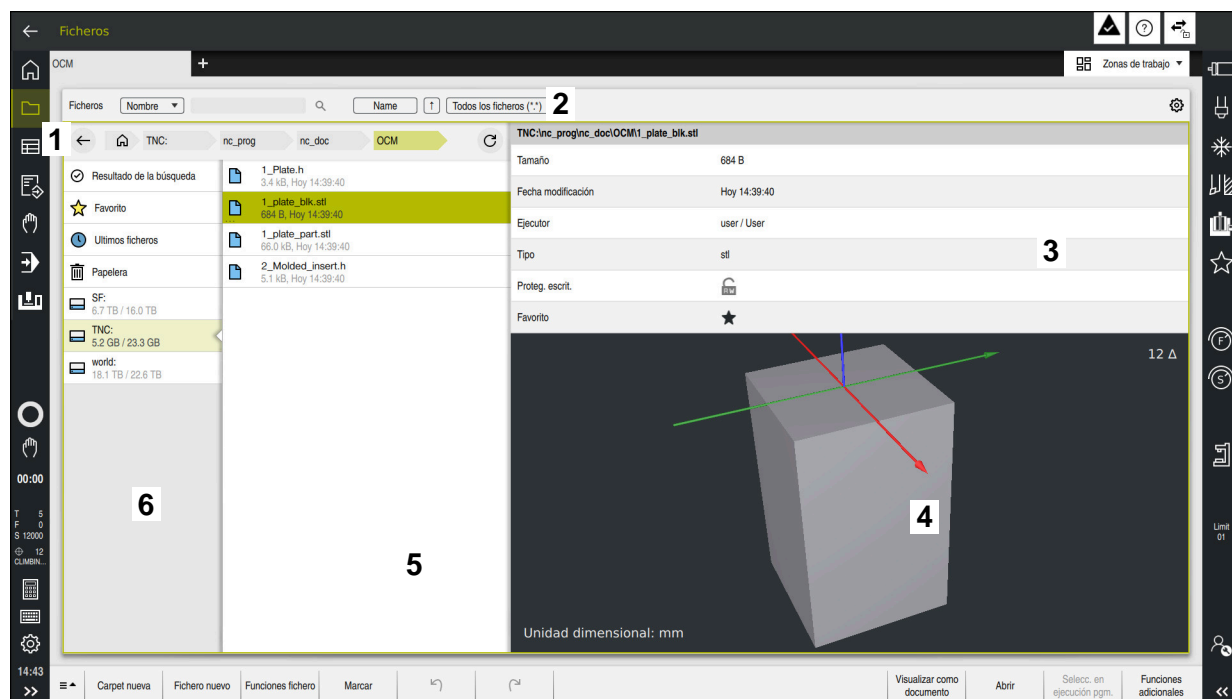 Ficheros
OCM
+
Zonas de trabajo
Ficheros
Nombre
Name
↑
Todos los ficheros (*.*)
2
1
TNC:
nc_prog
nc_doc
OCM
TNC:\nc_prog\nc_doc\OCM\1_plate_blk.stl
Resultado de la búsqueda
Favorito
Ultimos ficheros
Papelera
SF:
6.7 TB / 16.0 TB
TNC:
5.2 GB / 23.3 GB
world:
18.1 TB / 22.6 TB
6
1_Plate.h
3.4 kB, Hoy 14:39:40
1_plate_blk.stl
684 B, Hoy 14:39:40
1_plate_part.stl
66.0 kB, Hoy 14:39:40
2_Molded_insert.h
5.1 kB, Hoy 14:39:40
5
Tamaño 684 B
Fecha modificación Hoy 14:39:40
Ejecutor user / User
Tipo stl
3
Proteg. escrit. RW
Favorito
12 Δ
4
Unidad dimensional: mm
00:00
T 5
F 0
S 12000
12
CLIMBIN...
14:43
F
S
Limit
01
Carpet nueva
Fichero nuevo
Funciones fichero
Marcar
Visualizar como
documento
Abrir
Selecc. en
ejecución pgm.
Funciones
adicionales